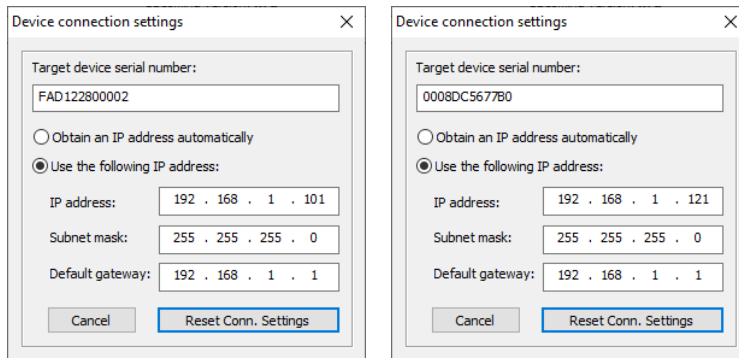 Device connection settings
Target device serial number:
FAD122800002
Obtain an IP address automatically
Use the following IP address:
IP address: 192 . 168 . 1 . 101
Subnet mask: 255 . 255 . 255 . 0
Default gateway: 192 . 168 . 1 . 1
Cancel Reset Conn. Settings
Device connection settings
Target device serial number:
0008DC5677B0
Obtain an IP address automatically
Use the following IP address:
IP address: 192 . 168 . 1 . 121
Subnet mask: 255 . 255 . 255 . 0
Default gateway: 192 . 168 . 1 . 1
Cancel Reset Conn. Settings